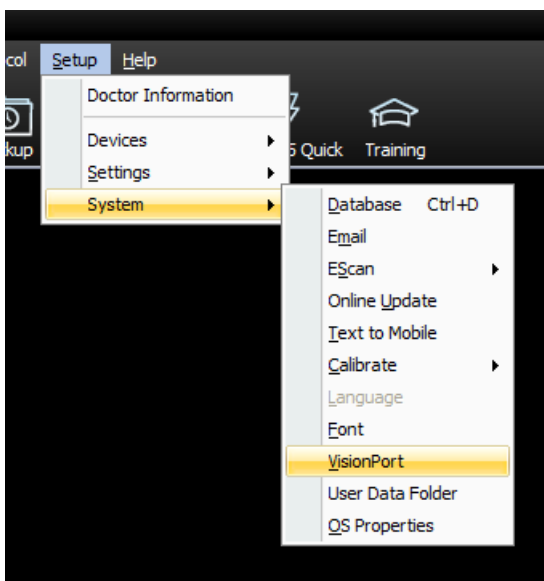 col Setup Help
Doctor Information
kup
5 Quick Training
Devices
Settings
System
Database Ctrl+D
Email
EScan
Online Update
Text to Mobile
Calibrate
Language
Font
VisionPort
User Data Folder
OS Properties